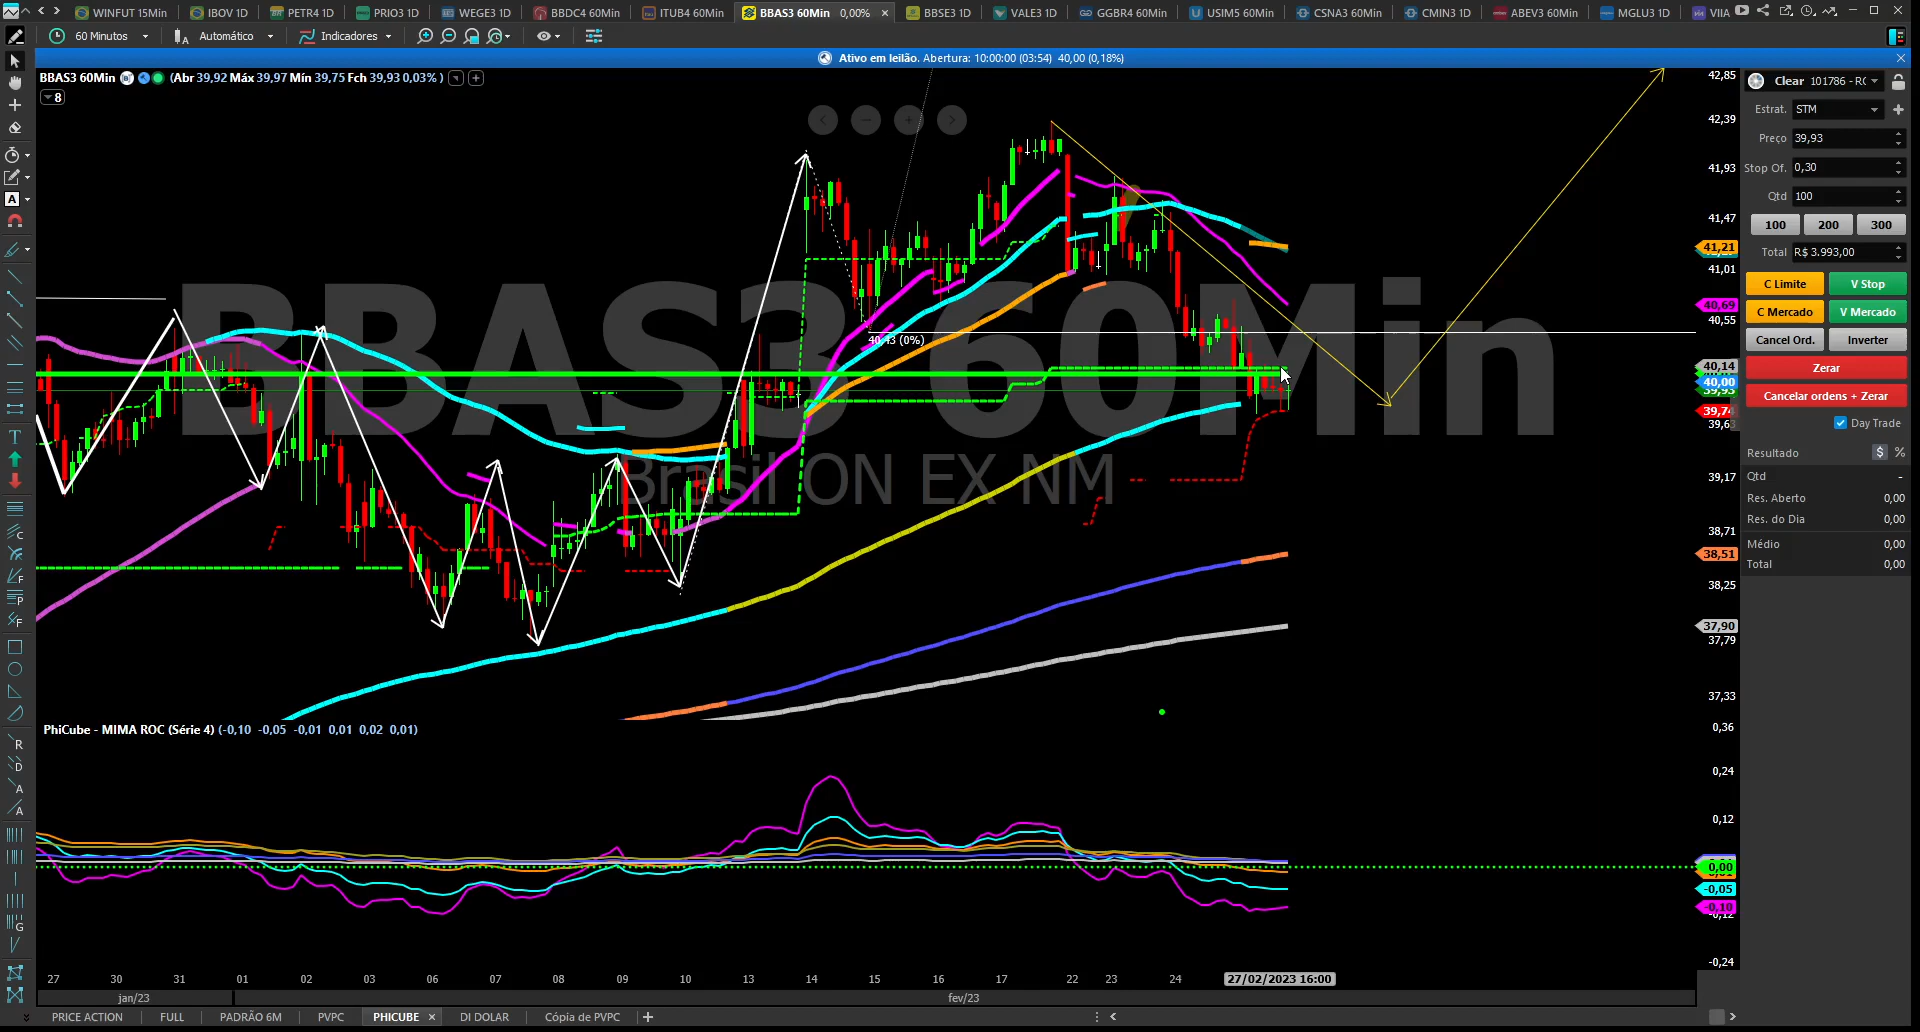 WINFUT 15Min
IBOV 1D
PETR4 1D
PRIO3 1D
WEGE3 1D
BBDC4 60Min
ITUB4 60Min
BBAS3 60Min 0,00% ×
BBSE3 1D
VALE3 1D
GGBR4 60Min
USIM5 60Min
CSNA3 60Min
CMIN3 1D
ABEV3 60Min
MGLU3 1D
VIIA
60 Minutos
Automático
Indicadores
Ativo em leilão. Abertura: 10:00:00 (03:54) 40,00 (0,18%)
BBAS3 60Min (Abr 39,92 Máx 39,97 Mín 39,75 Fch 39,93 0,03% )
8
BBAS3 60Min
Brasil ON EX NM
40,43 (0%)
42,85
42,39
41,93
41,47
41,21
41,01
40,69
40,55
40,14
40,00
39,93
39,74
39,63
39,17
38,71
38,51
38,25
37,90
37,79
37,33
PhiCube - MIMA ROC (Série 4) (-0,10 -0,05 -0,01 0,01 0,02 0,01)
0,36
0,24
0,12
0,00
-0,05
-0,10
-0,12
-0,24
27 30 31 01 02 03 06 07 08 09 10 13 14 15 16 17 22 23 24 27/02/2023 16:00
jan/23
fev/23
PRICE ACTION
FULL
PADRÃO 6M
PVPC
PHICUBE ×
DI DOLAR
Cópia de PVPC
Clear 101786 - RC
Estrat. STM
Preço 39,93
Stop Of. 0,30
Qtd 100
100 200 300
Total R$ 3.993,00
C Limite V Stop
C Mercado V Mercado
Cancel Ord. Inverter
Zerar
Cancelar ordens + Zerar
Day Trade
Resultado $ %
Qtd -
Res. Aberto 0,00
Res. do Dia 0,00
Médio 0,00
Total 0,00